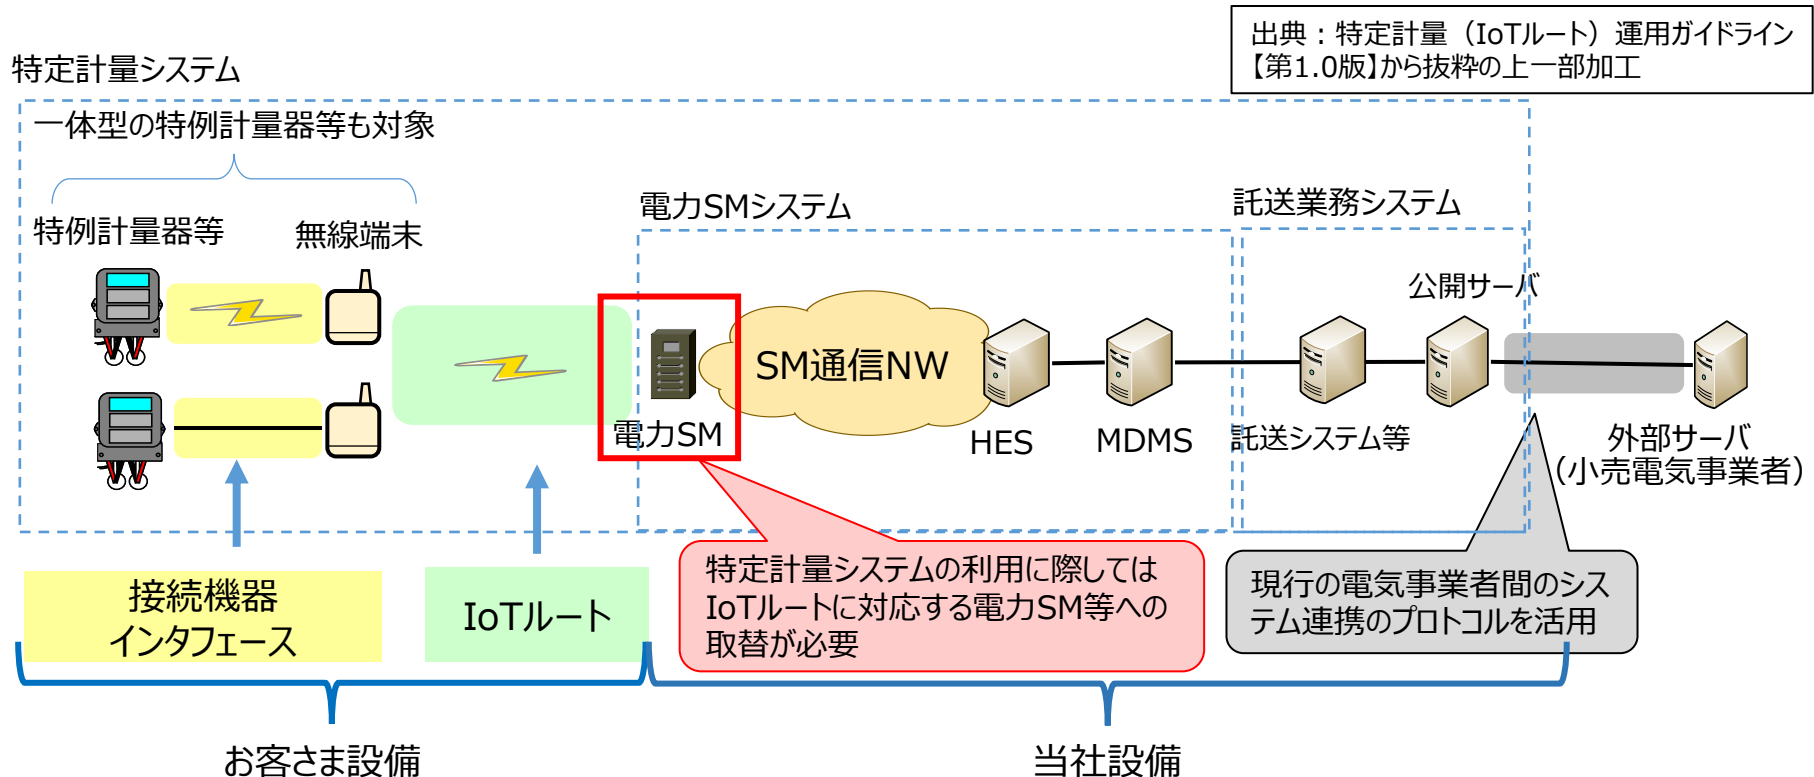 出典：特定計量（IoTルート）運用ガイドライン
【第1.0版】から抜粋の上一部加工
特定計量システム
一体型の特例計量器等も対象
特例計量器等
無線端末
電力SMシステム
託送業務システム
公開サーバ
SM通信NW
電力SM
HES
MDMS
託送システム等
外部サーバ
（小売電気事業者）
接続機器
インタフェース
IoTルート
特定計量システムの利用に際しては
IoTルートに対応する電力SM等への
取替が必要
現行の電気事業者間のシス
テム連携のプロトコルを活用
お客さま設備
当社設備